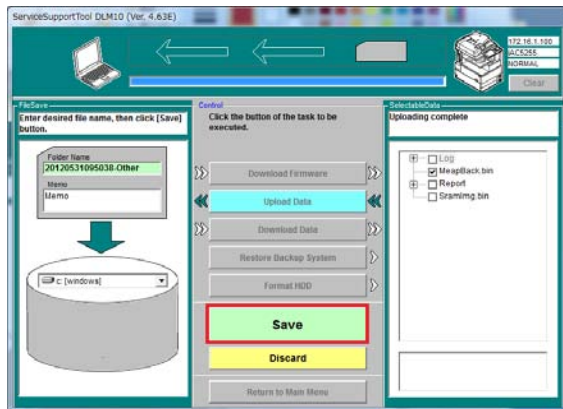 ServiceSupportTool DLM10 (Ver. 4.63E)
172.16.1.100
iAC5255
NORMAL
Clear
FileSave
Enter desired file name, then click [Save]
button.
Folder Name
20120531095038-Other
Memo
Memo
c: [windows]
Control
Click the button of the task to be
executed.
Download Firmware
Upload Data
Download Data
Restore Backup System
Format HDD
Save
Discard
Return to Main Menu
SelectableData
Uploading complete
Log
MeapBack.bin
Report
SramImg.bin